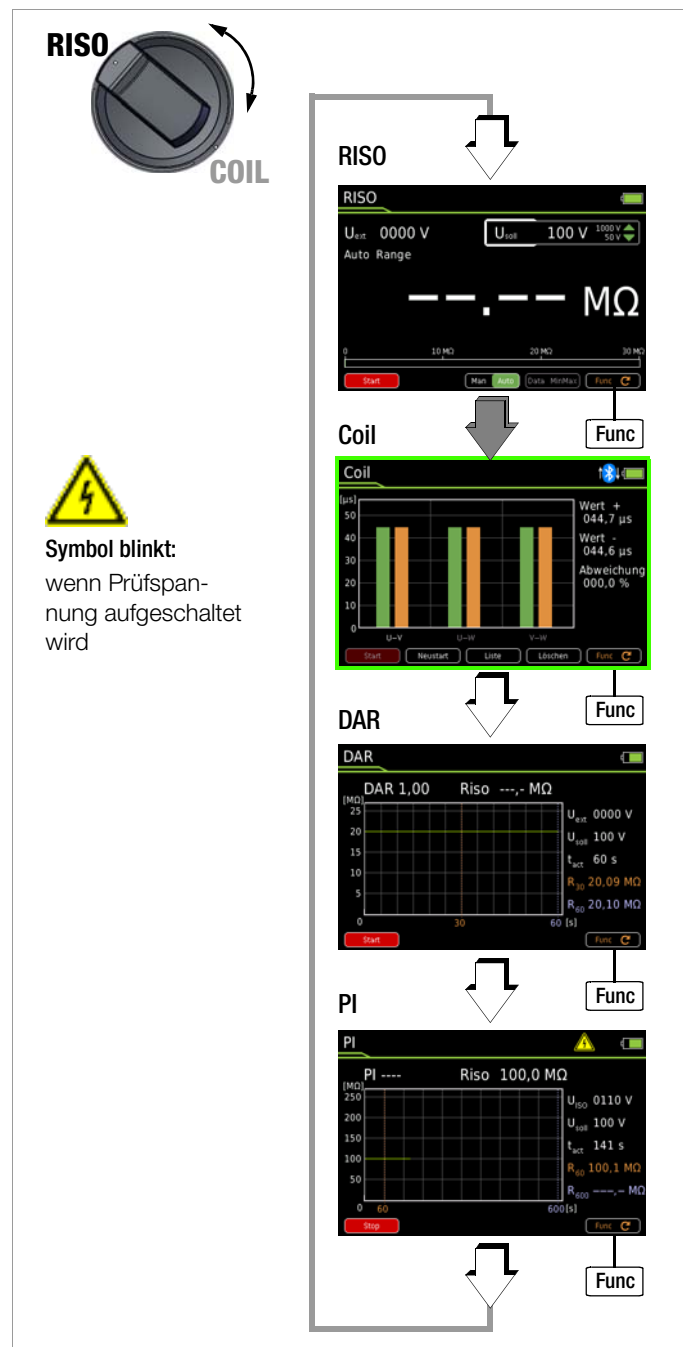 RISO
COIL
RISO
RISO
Uext 0000 V
Usoll 100 V 1000 V 50 V
Auto Range
−−.−− MΩ
0 10 MΩ 20 MΩ 30 MΩ
Start Man Auto Data MinMax Func
Func
Coil
Coil
[µs]
50
40
30
20
10
0
U−V U−W V−W
Wert +
044,7 µs
Wert -
044,6 µs
Abweichung
000,0 %
Start Neustart Liste Löschen Func
Func
Symbol blinkt:
wenn Prüfspan-
nung aufgeschaltet
wird
DAR
DAR
DAR 1,00 Riso ---,- MΩ
[MΩ]
25
20
15
10
5
0 30 60 [s]
Uext 0000 V
Usoll 100 V
tact 60 s
R30 20,09 MΩ
R60 20,10 MΩ
Start Func
Func
PI
PI
PI ---- Riso 100,0 MΩ
[MΩ]
250
200
150
100
50
0 60 600 [s]
UISO 0110 V
Usoll 100 V
tact 141 s
R60 100,1 MΩ
R600 −−−,− MΩ
Stop Func
Func